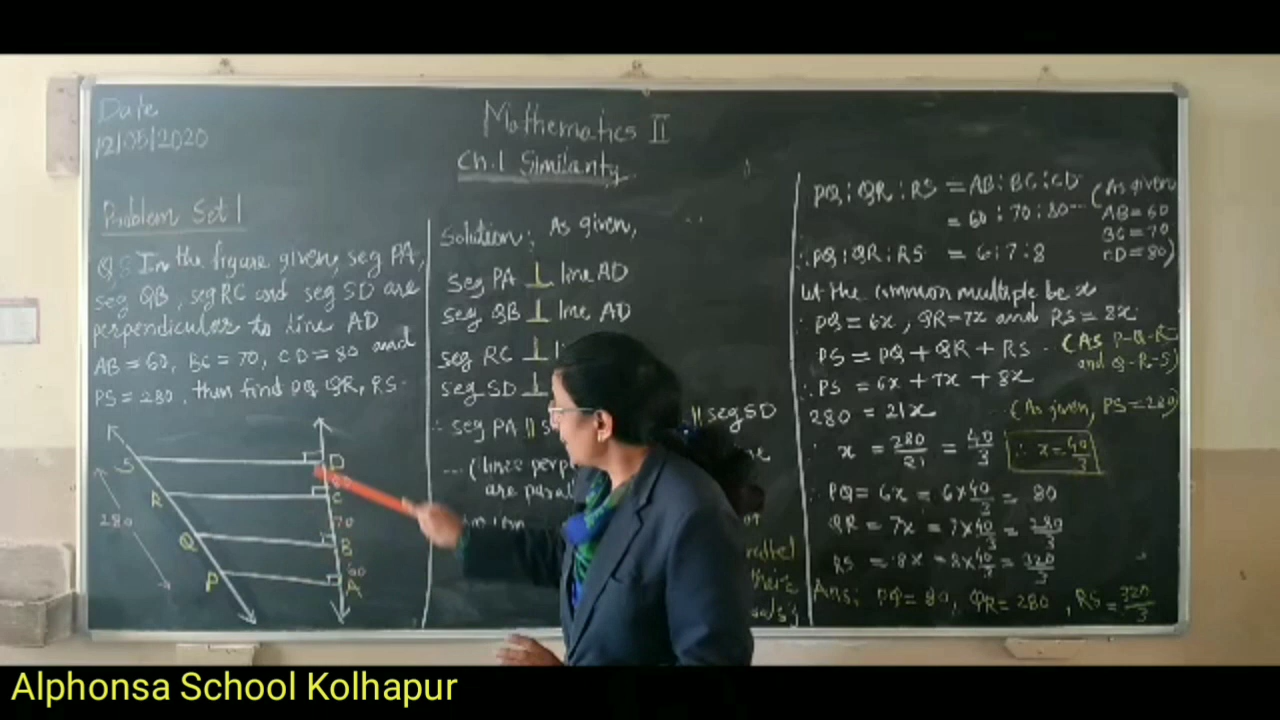 Date
12/05/2020
Mathematics II
Ch.1 Similarity
Problem Set 1
Q.5 In the figure given, seg PA,
seg QB, seg RC and seg SD are
perpendicular to line AD
AB = 60, BC = 70, CD = 80 and
PS = 280, then find PQ, QR, RS.
S
R
Q
P
280
D
80
C
70
B
60
A
Solution: As given,
seg PA ⊥ line AD
seg QB ⊥ line AD
seg RC ⊥
seg SD ⊥
∴ seg PA || || seg SD
... (lines
are
PQ : QR : RS = AB : BC : CD (As given
= 60 : 70 : 80 AB = 60
BC = 70
∴ PQ : QR : RS = 6 : 7 : 8 CD = 80)
let the common multiple be x
∴ PQ = 6x, QR = 7x and RS = 8x
PS = PQ + QR + RS (As P-Q-R
and Q-R-S)
∴ PS = 6x + 7x + 8x
280 = 21x (As given, PS = 280)
∴ x = 280/21 = 40/3 ∴ x = 40/3
∴ PQ = 6x = 6 × 40/3 = 80
QR = 7x = 7 × 40/3 = 280/3
RS = 8x = 8 × 40/3 = 320/3
Ans: PQ = 80, QR = 280, RS = 320/3
Alphonsa School Kolhapur